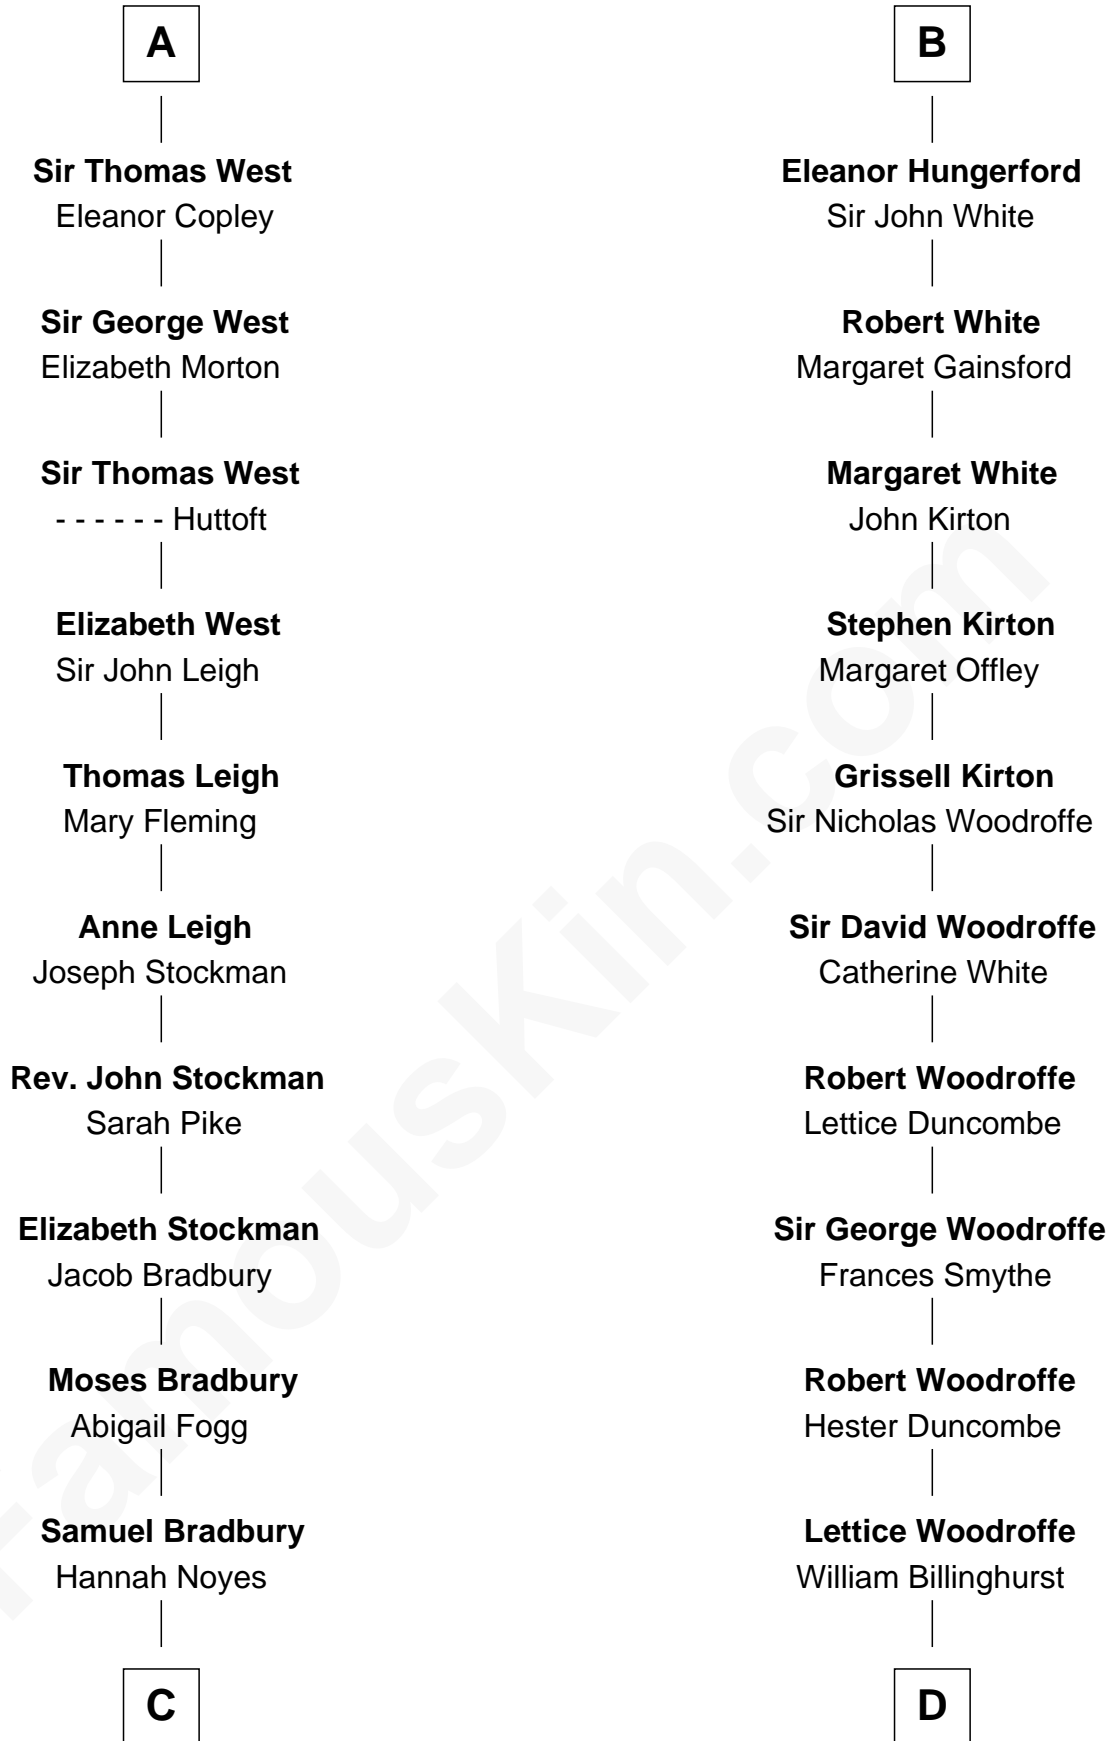 A
Sir Thomas West
Eleanor Copley
Sir George West
Elizabeth Morton
Sir Thomas West
- - - - - - Huttoft
Elizabeth West
Sir John Leigh
Thomas Leigh
Mary Fleming
Anne Leigh
Joseph Stockman
Rev. John Stockman
Sarah Pike
Elizabeth Stockman
Jacob Bradbury
Moses Bradbury
Abigail Fogg
Samuel Bradbury
Hannah Noyes
C
B
Eleanor Hungerford
Sir John White
Robert White
Margaret Gainsford
Margaret White
John Kirton
Stephen Kirton
Margaret Offley
Grissell Kirton
Sir Nicholas Woodroffe
Sir David Woodroffe
Catherine White
Robert Woodroffe
Lettice Duncombe
Sir George Woodroffe
Frances Smythe
Robert Woodroffe
Hester Duncombe
Lettice Woodroffe
William Billinghurst
D
FamousKin.com